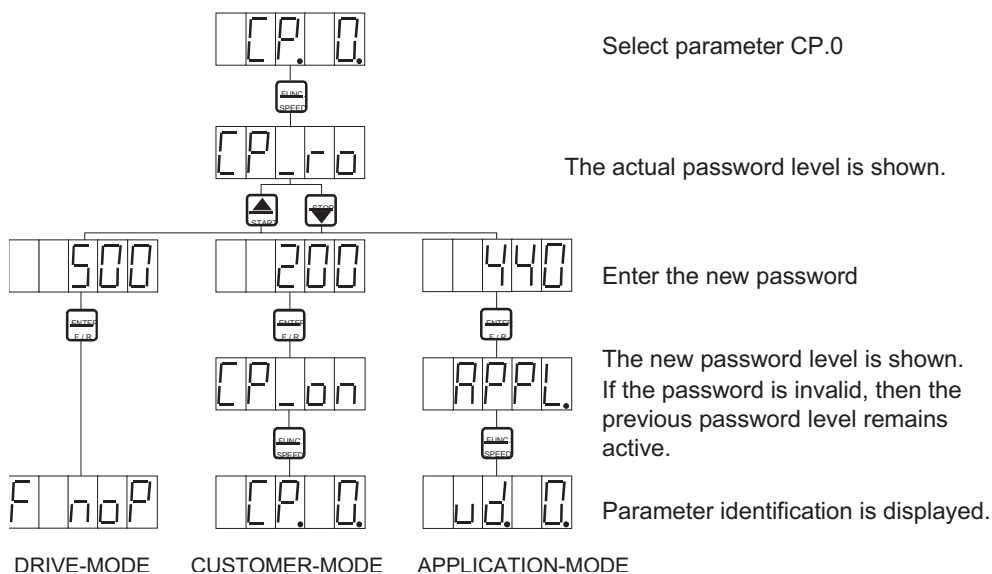 CP. 0.
Select parameter CP.0
FUNC
SPEED
CP_ro
The actual password level is shown.
START
STOP
500
200
440
Enter the new password
ENTER
F / R
ENTER
F / R
ENTER
F / R
CP_on
APPL.
The new password level is shown.
If the password is invalid, then the
previous password level remains
active.
FUNC
SPEED
FUNC
SPEED
F noP
CP. 0.
ud. 0.
Parameter identification is displayed.
DRIVE-MODE
CUSTOMER-MODE
APPLICATION-MODE